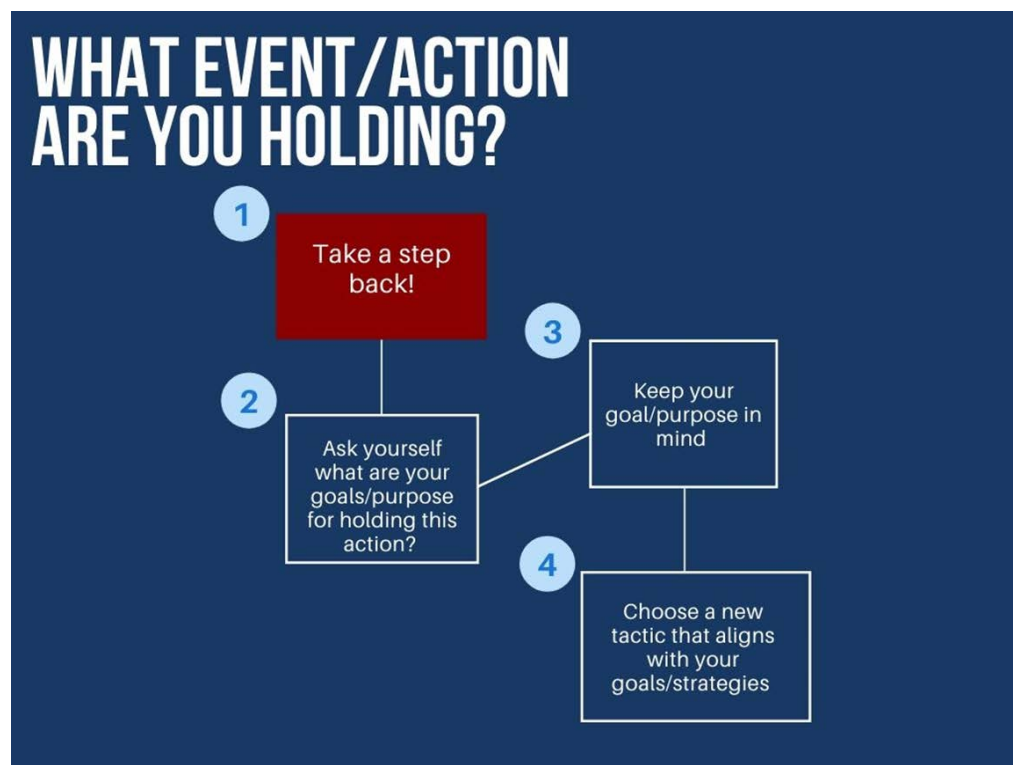 WHAT EVENT/ACTION
ARE YOU HOLDING?
1
Take a step
back!
2
Ask yourself
what are your
goals/purpose
for holding this
action?
3
Keep your
goal/purpose in
mind
4
Choose a new
tactic that aligns
with your
goals/strategies